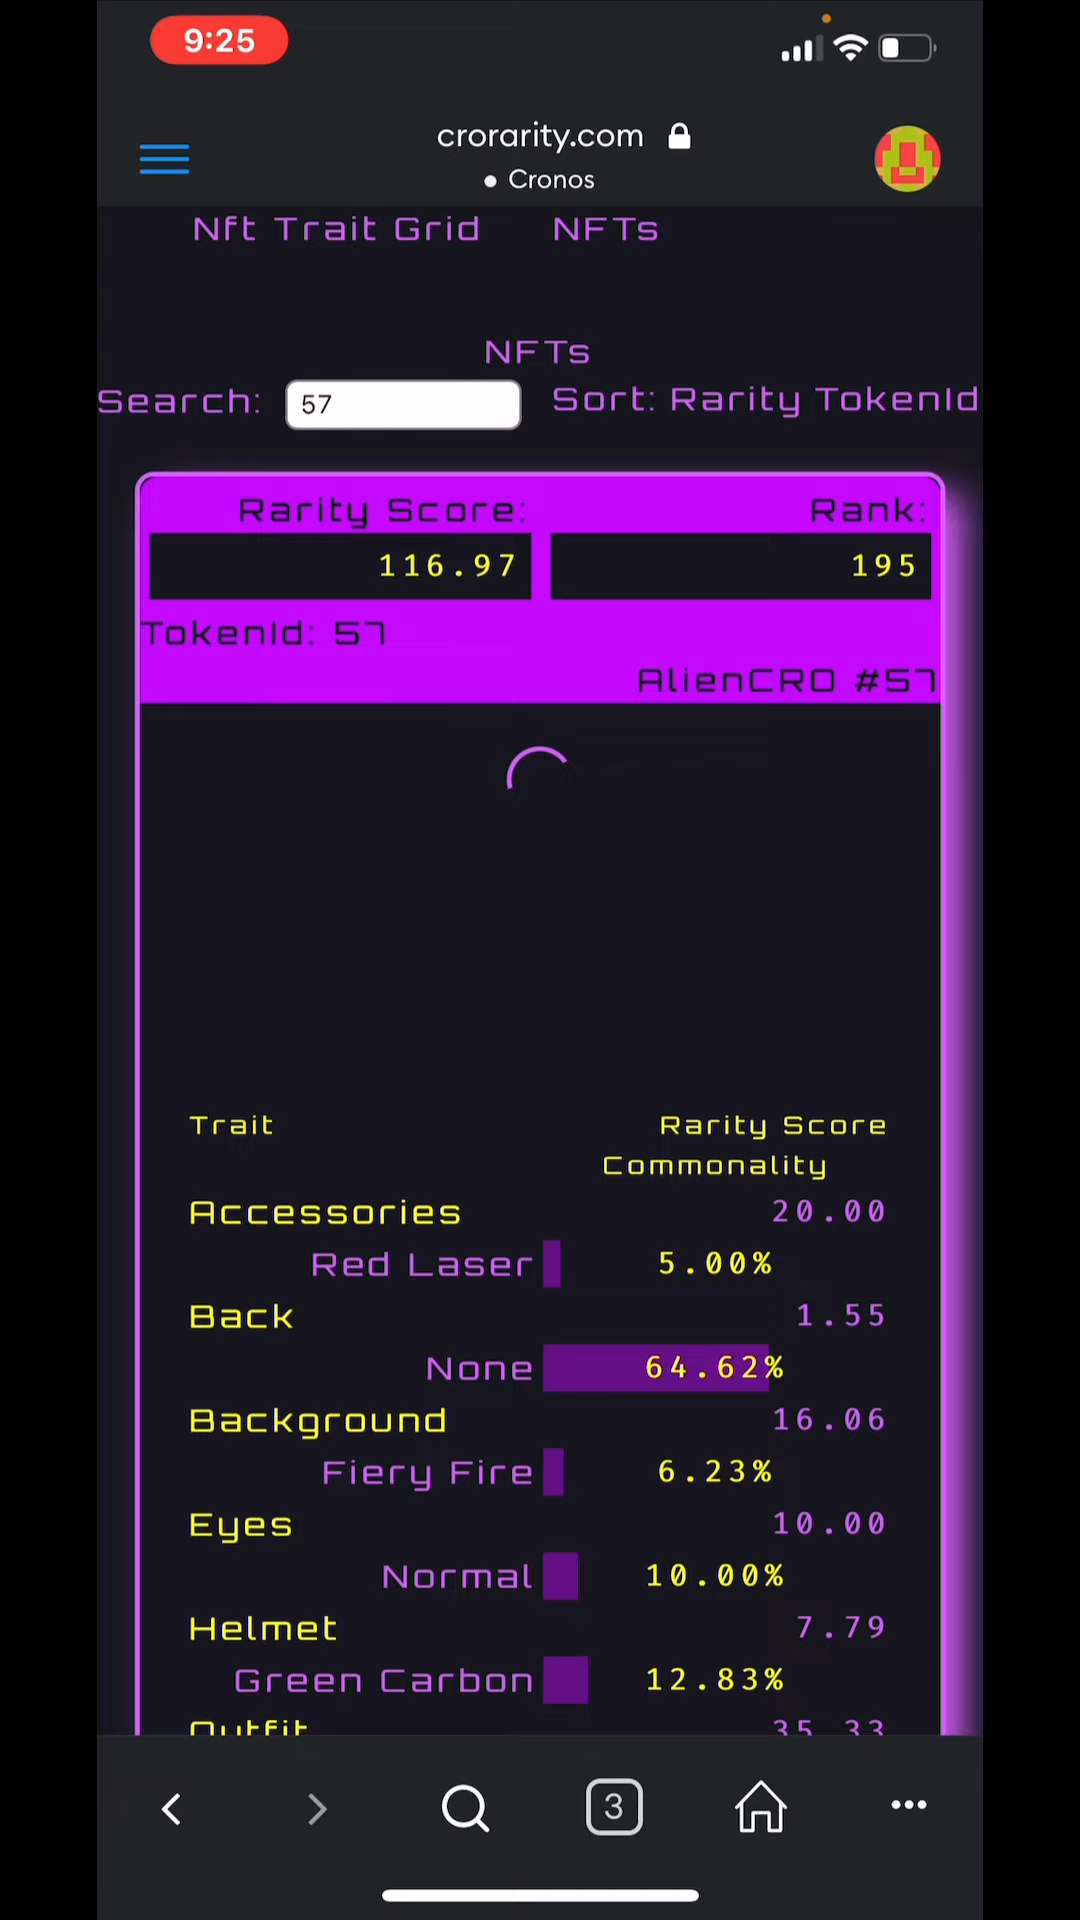 9:25
crorarity.com
Cronos
Nft Trait Grid NFTs
NFTs
Search: 57 Sort: Rarity TokenId
Rarity Score: Rank:
116.97 195
TokenId: 57
AlienCRO #57
Trait Rarity Score
Commonality
Accessories 20.00
Red Laser 5.00%
Back 1.55
None 64.62%
Background 16.06
Fiery Fire 6.23%
Eyes 10.00
Normal 10.00%
Helmet 7.79
Green Carbon 12.83%
Outfit 35.33
3